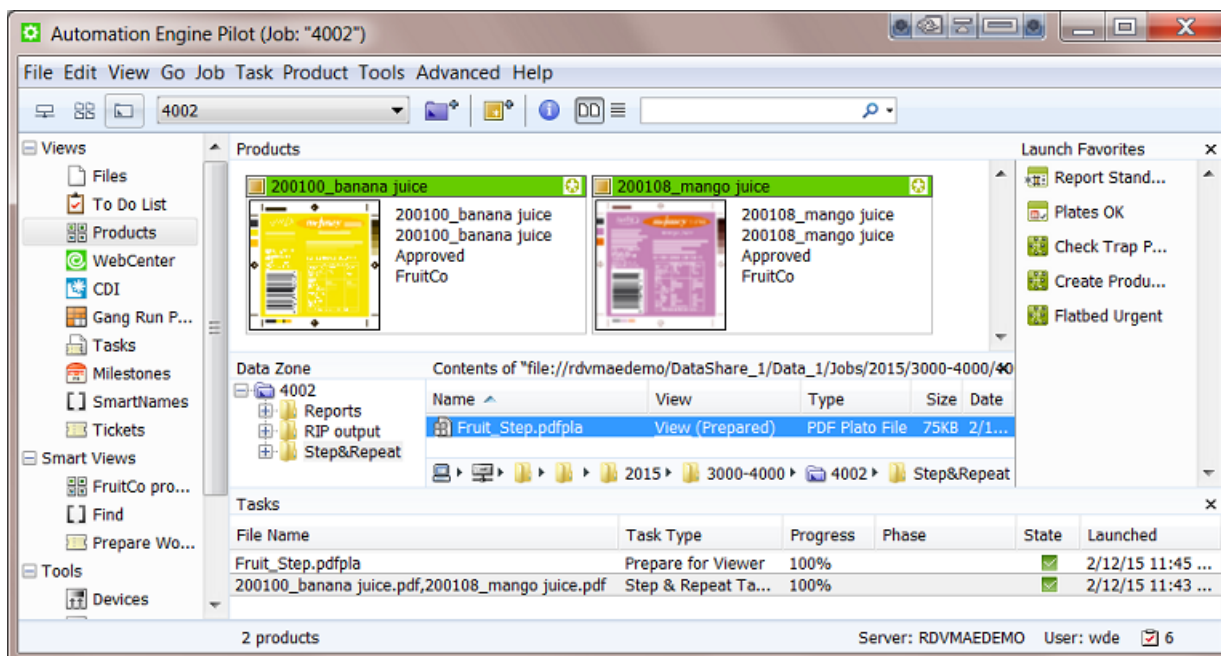 Automation Engine Pilot (Job: "4002")
File Edit View Go Job Task Product Tools Advanced Help
4002
Views
Files
To Do List
Products
WebCenter
CDI
Gang Run P...
Tasks
Milestones
SmartNames
Tickets
Smart Views
FruitCo pro...
Find
Prepare Wo...
Tools
Devices
Products
200100_banana juice
200100_banana juice
200100_banana juice
Approved
FruitCo
200108_mango juice
200108_mango juice
200108_mango juice
Approved
FruitCo
Launch Favorites
Report Stand...
Plates OK
Check Trap P...
Create Produ...
Flatbed Urgent
Data Zone
4002
Reports
RIP output
Step&Repeat
Contents of "file://rdvmaedemo/DataShare_1/Data_1/Jobs/2015/3000-4000/40
Name View Type Size Date
Fruit_Step.pdfpla View (Prepared) PDF Plato File 75KB 2/1...
2015 3000-4000 4002 Step&Repeat
Tasks
File Name Task Type Progress Phase State Launched
Fruit_Step.pdfpla Prepare for Viewer 100% 2/12/15 11:45 ...
200100_banana juice.pdf,200108_mango juice.pdf Step & Repeat Ta... 100% 2/12/15 11:43 ...
2 products Server: RDVMAEDEMO User: wde 6